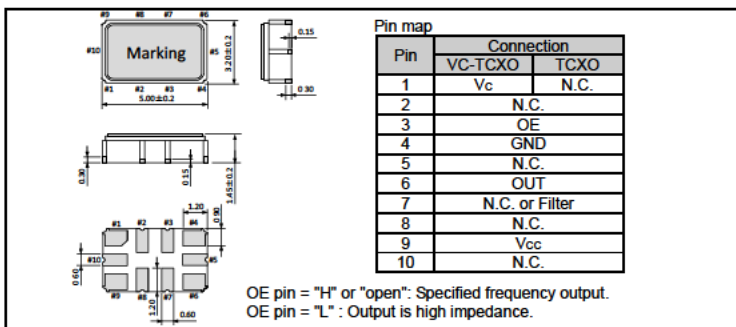 #9 #8 #7 #6
#10
Marking
#5
#1 #2 #3 #4
5.00±0.2
3.20±0.2
0.15
0.30
0.30
0.15
1.45±0.2
1.20
0.90
#1 #2 #3 #4
#10
#5
0.60
#9 #8 #7 #6
1.20
0.60
Pin map
Pin Connection
VC-TCXO TCXO
1 Vc N.C.
2 N.C.
3 OE
4 GND
5 N.C.
6 OUT
7 N.C. or Filter
8 N.C.
9 Vcc
10 N.C.
OE pin = "H" or "open": Specified frequency output.
OE pin = "L" : Output is high impedance.